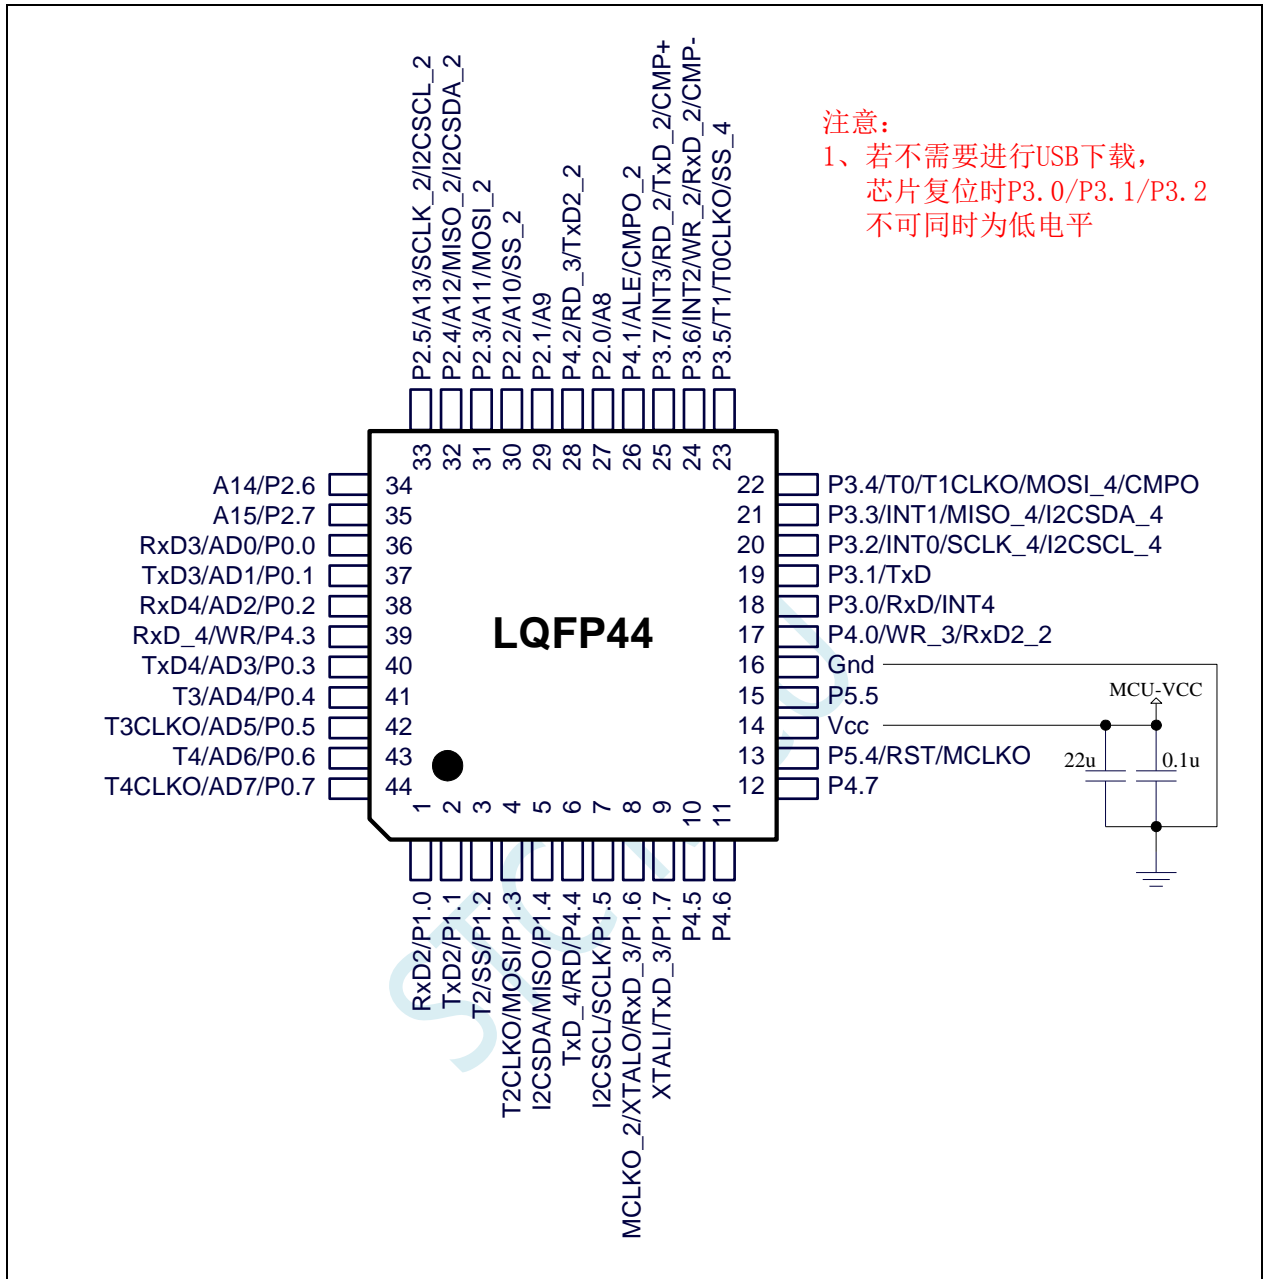 P2.5/A13/SCLK_2/I2CSCL_2
P2.4/A12/MISO_2/I2CSDA_2
P2.3/A11/MOSI_2
P2.2/A10/SS_2
P2.1/A9
P4.2/RD_3/TxD2_2
P2.0/A8
P4.1/ALE/CMPO_2
P3.7/INT3/RD_2/TxD_2/CMP+
P3.6/INT2/WR_2/RxD_2/CMP-
P3.5/T1/T0CLKO/SS_4
注意：
1、若不需要进行USB下载，
芯片复位时P3.0/P3.1/P3.2
不可同时为低电平
33 32 31 30 29 28 27 26 25 24 23
A14/P2.6 34
A15/P2.7 35
RxD3/AD0/P0.0 36
TxD3/AD1/P0.1 37
RxD4/AD2/P0.2 38
RxD_4/WR/P4.3 39
TxD4/AD3/P0.3 40
T3/AD4/P0.4 41
T3CLKO/AD5/P0.5 42
T4/AD6/P0.6 43
T4CLKO/AD7/P0.7 44
LQFP44
22 P3.4/T0/T1CLKO/MOSI_4/CMPO
21 P3.3/INT1/MISO_4/I2CSDA_4
20 P3.2/INT0/SCLK_4/I2CSCL_4
19 P3.1/TxD
18 P3.0/RxD/INT4
17 P4.0/WR_3/RxD2_2
16 Gnd
15 P5.5
14 Vcc
13 P5.4/RST/MCLKO
12 P4.7
MCU-VCC
22u
0.1u
1 2 3 4 5 6 7 8 9 10 11
RxD2/P1.0
TxD2/P1.1
T2/SS/P1.2
T2CLKO/MOSI/P1.3
I2CSDA/MISO/P1.4
TxD_4/RD/P4.4
I2CSCL/SCLK/P1.5
MCLKO_2/XTALO/RxD_3/P1.6
XTALI/TxD_3/P1.7
P4.5
P4.6